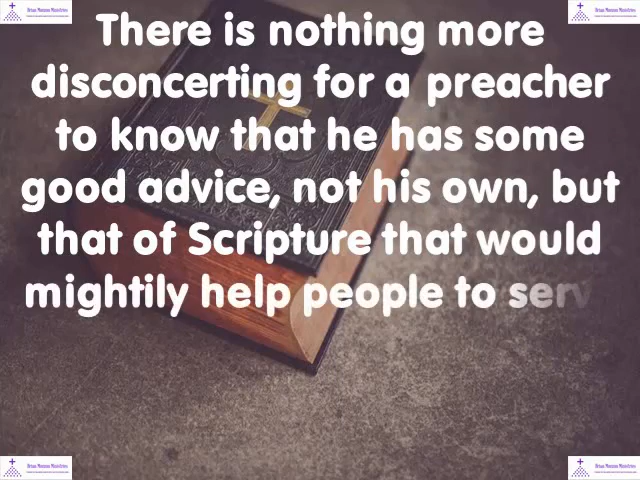 There is nothing more
disconcerting for a preacher
to know that he has some
good advice, not his own, but
that of Scripture that would
mightily help people to serv